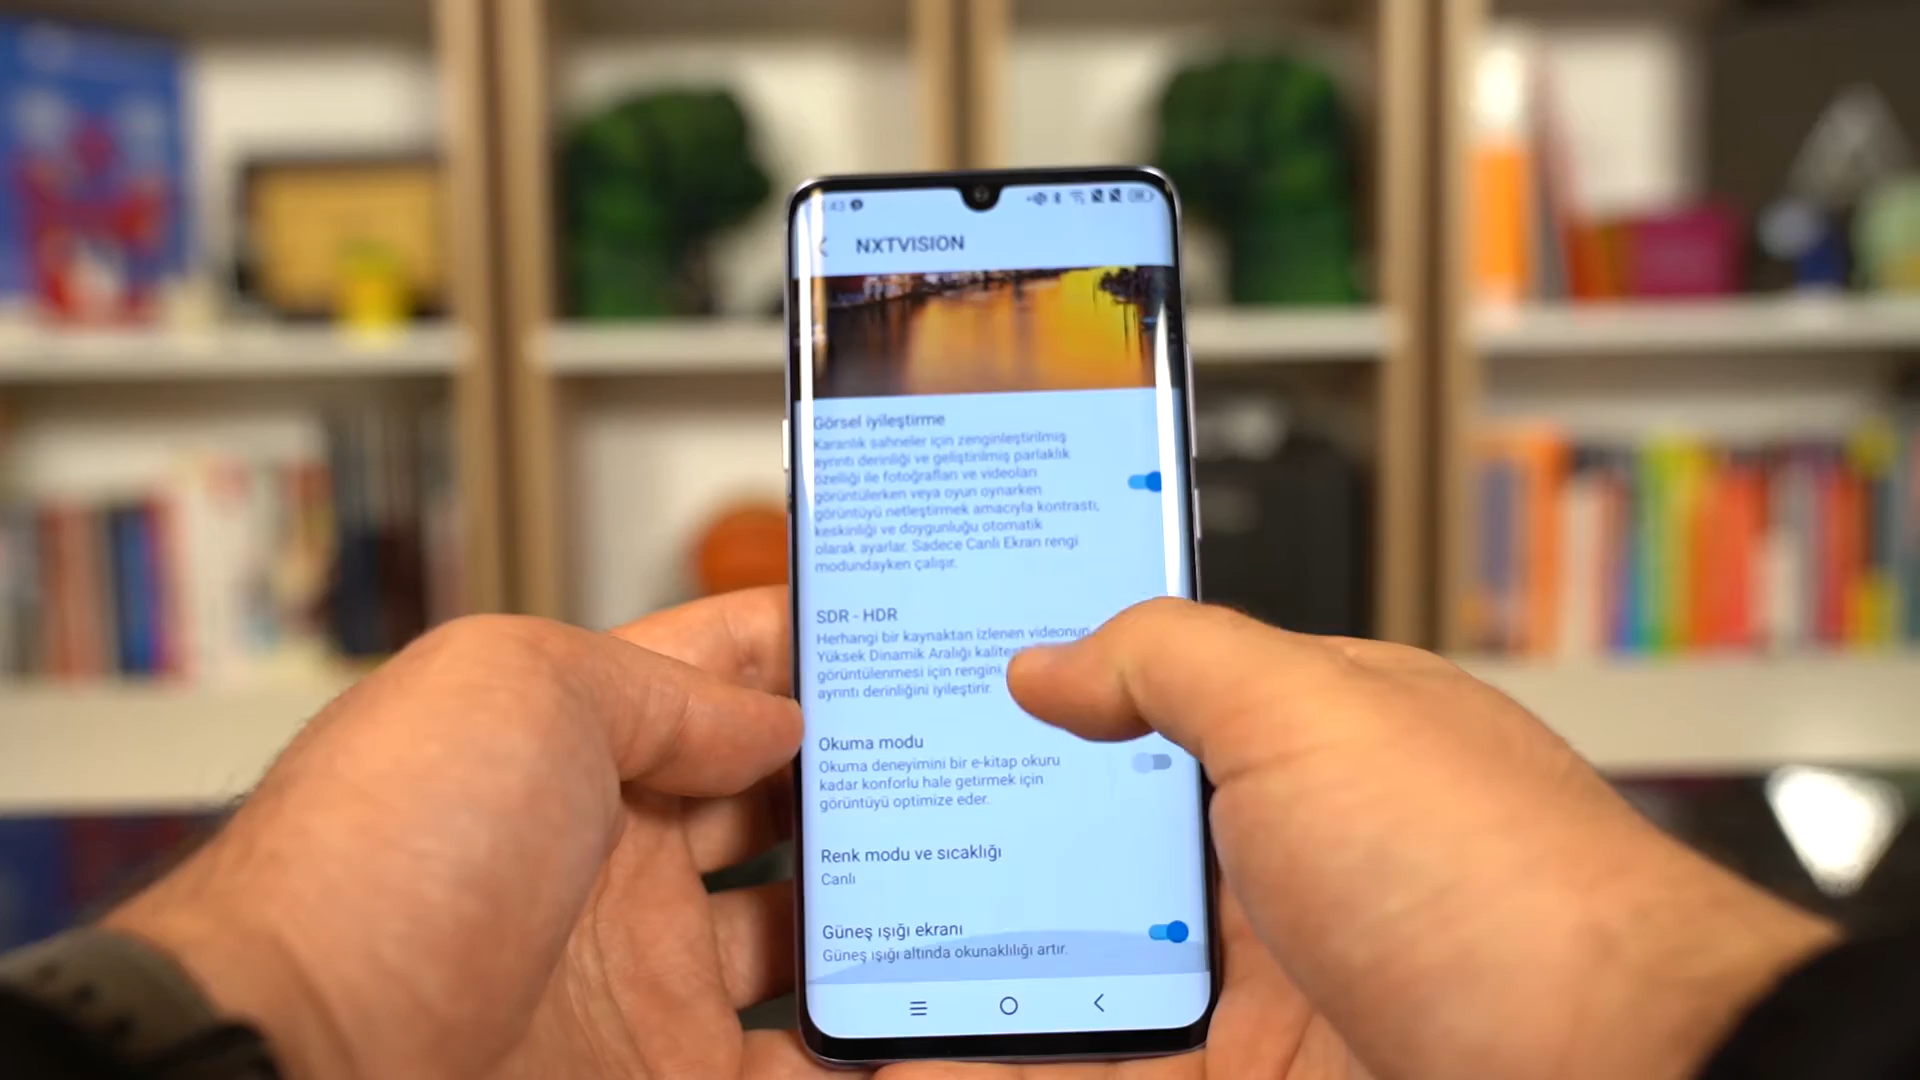 :43
NXTVISION
Görsel iyileştirme
Karanlık sahneler için zenginleştirilmiş
ayrıntı derinliği ve geliştirilmiş parlaklık
özelliği ile fotoğrafları ve videoları
görüntülerken veya oyun oynarken
görüntüyü netleştirmek amacıyla kontrastı,
keskinliği ve doygunluğu otomatik
olarak ayarlar. Sadece Canlı Ekran rengi
modundayken çalışır.
SDR - HDR
Herhangi bir kaynaktan izlenen videonun
Yüksek Dinamik Aralığı
görüntülenmesi için rengini
ayrıntı derinliğini iyileştirir.
Okuma modu
Okuma deneyimini bir e-kitap okuru
kadar konforlu hale getirmek için
görüntüyü optimize eder.
Renk modu ve sıcaklığı
Canlı
Güneş ışığı ekranı
Güneş ışığı altında okunaklılığı artır.